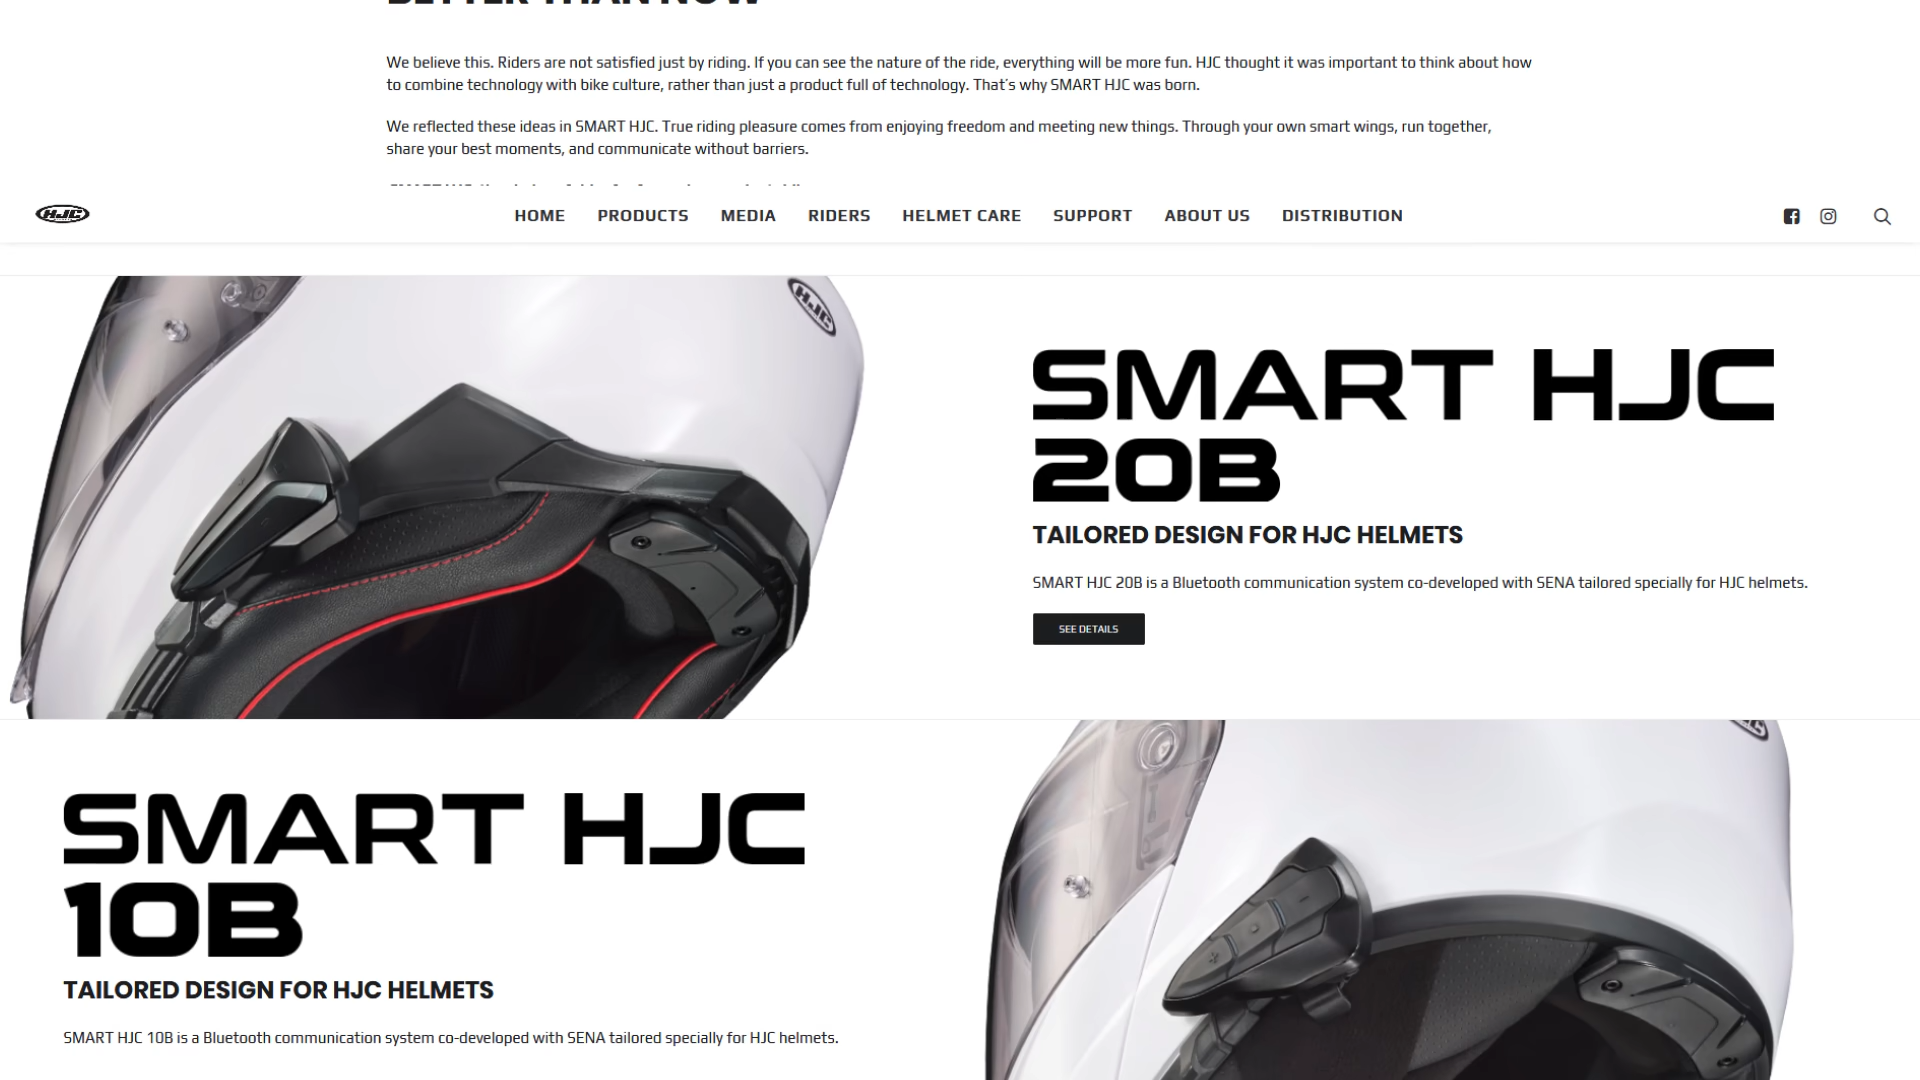 BETTER THAN NOW
We believe this. Riders are not satisfied just by riding. If you can see the nature of the ride, everything will be more fun. HJC thought it was important to think about how
to combine technology with bike culture, rather than just a product full of technology. That's why SMART HJC was born.
We reflected these ideas in SMART HJC. True riding pleasure comes from enjoying freedom and meeting new things. Through your own smart wings, run together,
share your best moments, and communicate without barriers.
HJC HOME PRODUCTS MEDIA RIDERS HELMET CARE SUPPORT ABOUT US DISTRIBUTION
HJC
SMART HJC
20B
TAILORED DESIGN FOR HJC HELMETS
SMART HJC 20B is a Bluetooth communication system co-developed with SENA tailored specially for HJC helmets.
SEE DETAILS
SMART HJC
10B
TAILORED DESIGN FOR HJC HELMETS
SMART HJC 10B is a Bluetooth communication system co-developed with SENA tailored specially for HJC helmets.